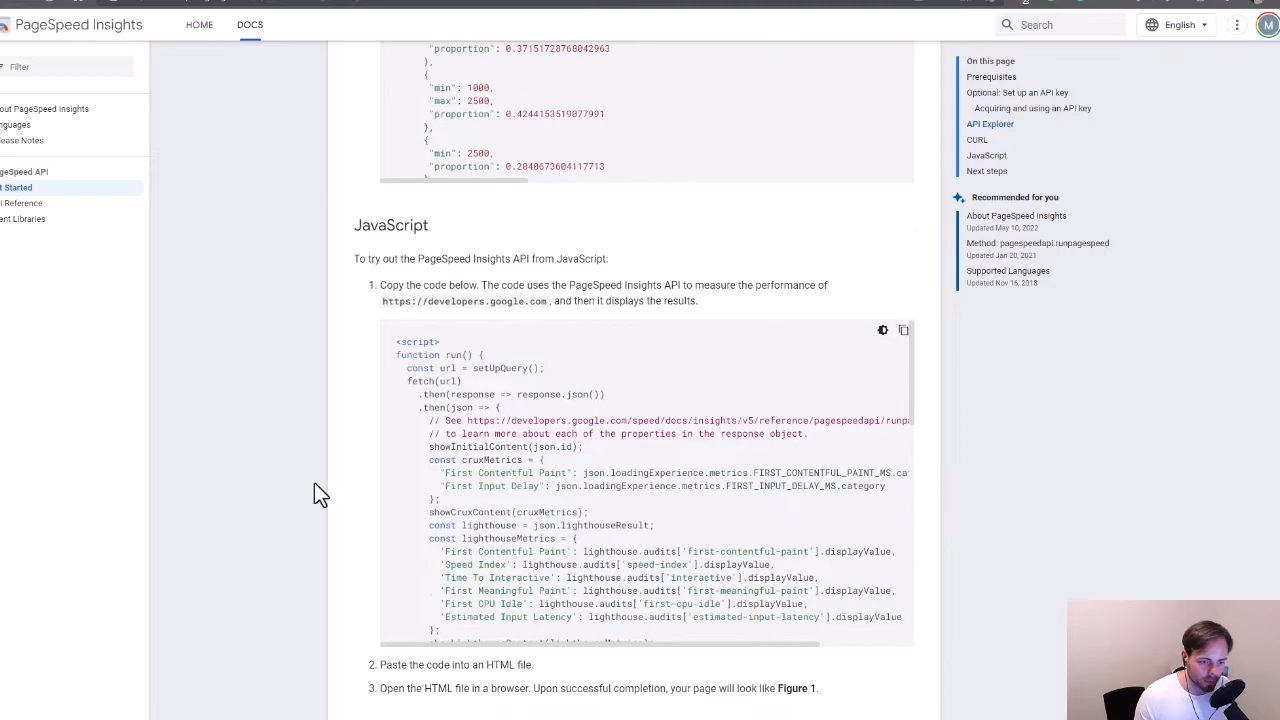 PageSpeed Insights
HOME
DOCS
Search
English
M
Filter
out PageSpeed Insights
nguages
lease Notes
geSpeed API
t Started
I Reference
ent Libraries
"proportion": 0.37151728768042963
},
{
"min": 1000,
"max": 2500,
"proportion": 0.4244153519077991
},
{
"min": 2500,
"proportion": 0.2040673604117713
JavaScript
To try out the PageSpeed Insights API from JavaScript:
1. Copy the code below. The code uses the PageSpeed Insights API to measure the performance of
https://developers.google.com, and then it displays the results.
<script>
function run() {
const url = setUpQuery();
fetch(url)
.then(response => response.json())
.then(json => {
// See https://developers.google.com/speed/docs/insights/v5/reference/pagespeedapi/runp
// to learn more about each of the properties in the response object.
showInitialContent(json.id);
const cruxMetrics = {
"First Contentful Paint": json.loadingExperience.metrics.FIRST_CONTENTFUL_PAINT_MS.ca
"First Input Delay": json.loadingExperience.metrics.FIRST_INPUT_DELAY_MS.category
};
showCruxContent(cruxMetrics);
const lighthouse = json.lighthouseResult;
const lighthouseMetrics = {
'First Contentful Paint': lighthouse.audits['first-contentful-paint'].displayValue,
'Speed Index': lighthouse.audits['speed-index'].displayValue,
'Time To Interactive': lighthouse.audits['interactive'].displayValue,
'First Meaningful Paint': lighthouse.audits['first-meaningful-paint'].displayValue,
'First CPU Idle': lighthouse.audits['first-cpu-idle'].displayValue,
'Estimated Input Latency': lighthouse.audits['estimated-input-latency'].displayValue
};
2. Paste the code into an HTML file.
3. Open the HTML file in a browser. Upon successful completion, your page will look like Figure 1.
On this page
Prerequisites
Optional: Set up an API key
Acquiring and using an API key
API Explorer
CURL
JavaScript
Next steps
Recommended for you
About PageSpeed Insights
Updated May 10, 2022
Method: pagespeedapi.runpagespeed
Updated Jan 20, 2021
Supported Languages
Updated Nov 16, 2018